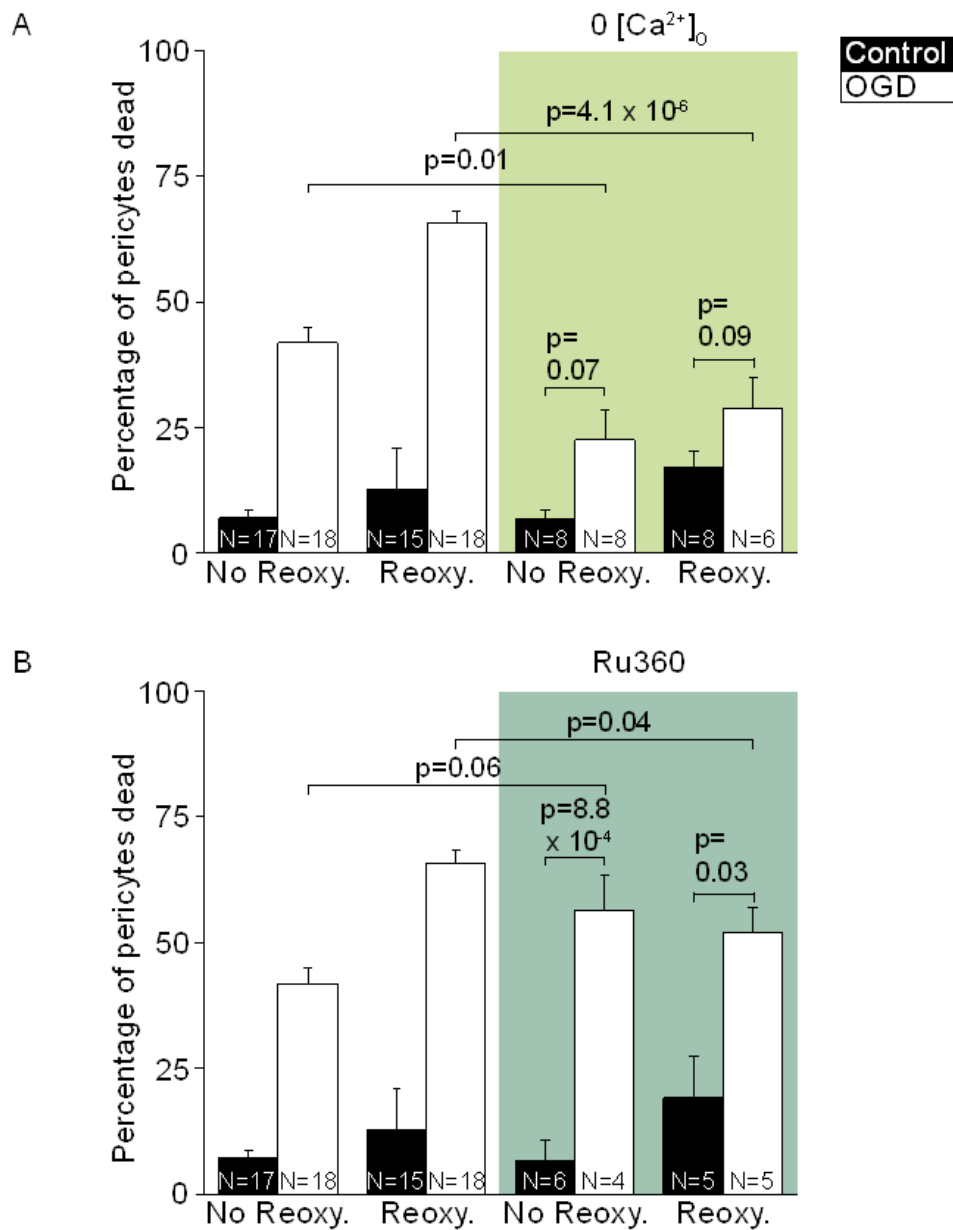 A
0 [Ca²⁺]₀
Control
OGD
Percentage of pericytes dead
100
75
50
25
0
p=4.1 x 10⁻⁶
p=0.01
p=
0.07
p=
0.09
N=17 N=18 N=15 N=18 N=8 N=8 N=8 N=6
No Reoxy. Reoxy. No Reoxy. Reoxy.
B
Ru360
Percentage of pericytes dead
100
75
50
25
0
p=0.04
p=0.06
p=8.8
x 10⁻⁴
p=
0.03
N=17 N=18 N=15 N=18 N=6 N=4 N=5 N=5
No Reoxy. Reoxy. No Reoxy. Reoxy.